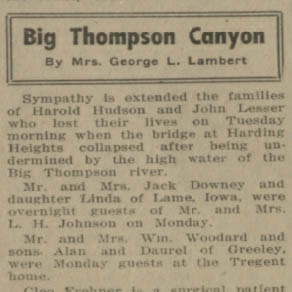 Big Thompson Canyon
By Mrs. George L. Lambert
Sympathy is extended the families
of Harold Hudson and John Lesser
who lost their lives on Tuesday
morning when the bridge at Harding
Heights collapsed after being un-
dermined by the high water of the
Big Thompson river.
Mr. and Mrs. Jack Downey and
daughter Linda of Lame, Iowa, were
overnight guests of Mr. and Mrs.
L. H. Johnson on Monday.
Mr. and Mrs. Wm. Woodard and
sons Alan and Daurel of Greeley,
were Monday guests at the Tregent
home.
is a surgical patient